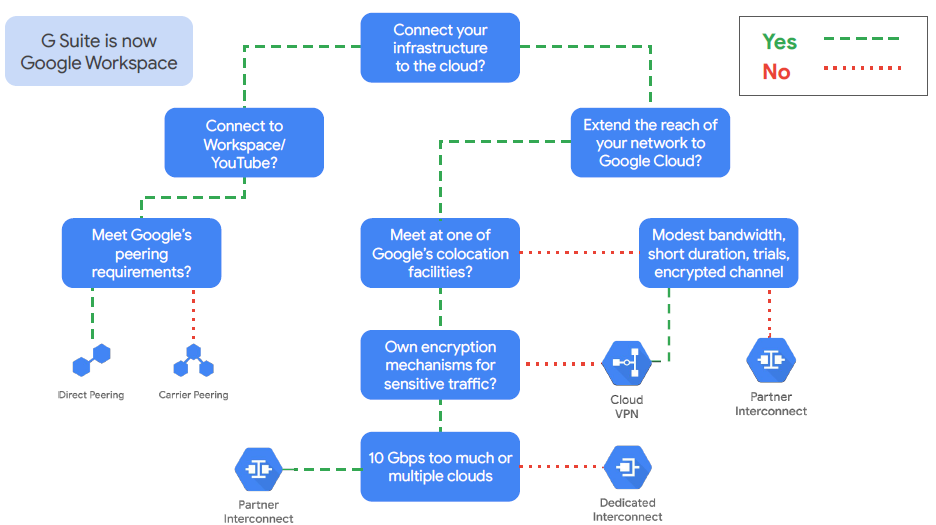 G Suite is now
Google Workspace
Connect your
infrastructure
to the cloud?
Yes
No
Connect to
Workspace/
YouTube?
Extend the reach of
your network to
Google Cloud?
Meet Google's
peering
requirements?
Meet at one of
Google's colocation
facilities?
Modest bandwidth,
short duration, trials,
encrypted channel
Own encryption
mechanisms for
sensitive traffic?
Direct Peering
Carrier Peering
Cloud
VPN
Partner
Interconnect
10 Gbps too much or
multiple clouds
Partner
Interconnect
Dedicated
Interconnect